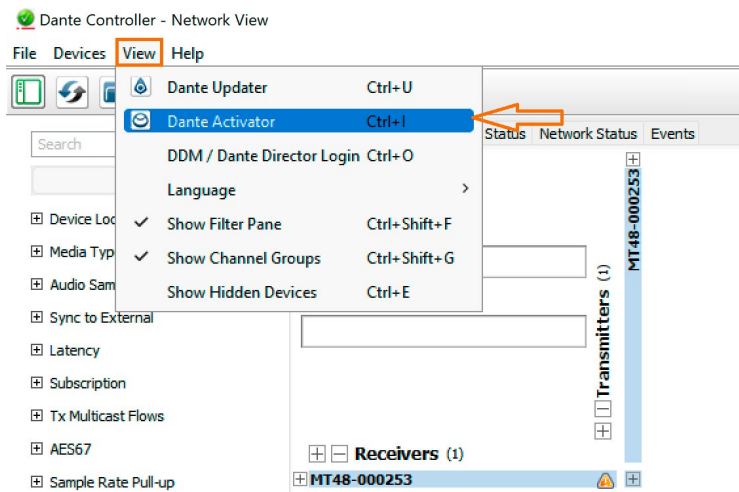 Dante Controller - Network View
File Devices View Help
Dante Updater Ctrl+U
Dante Activator Ctrl+I
DDM / Dante Director Login Ctrl+O
Language
Show Filter Pane Ctrl+Shift+F
Show Channel Groups Ctrl+Shift+G
Show Hidden Devices Ctrl+E
Status Network Status Events
Search
Device Loc
Media Typ
Audio Sam
Sync to External
Latency
Subscription
Tx Multicast Flows
AES67
Sample Rate Pull-up
MT48-000253
Transmitters (1)
Receivers (1)
MT48-000253